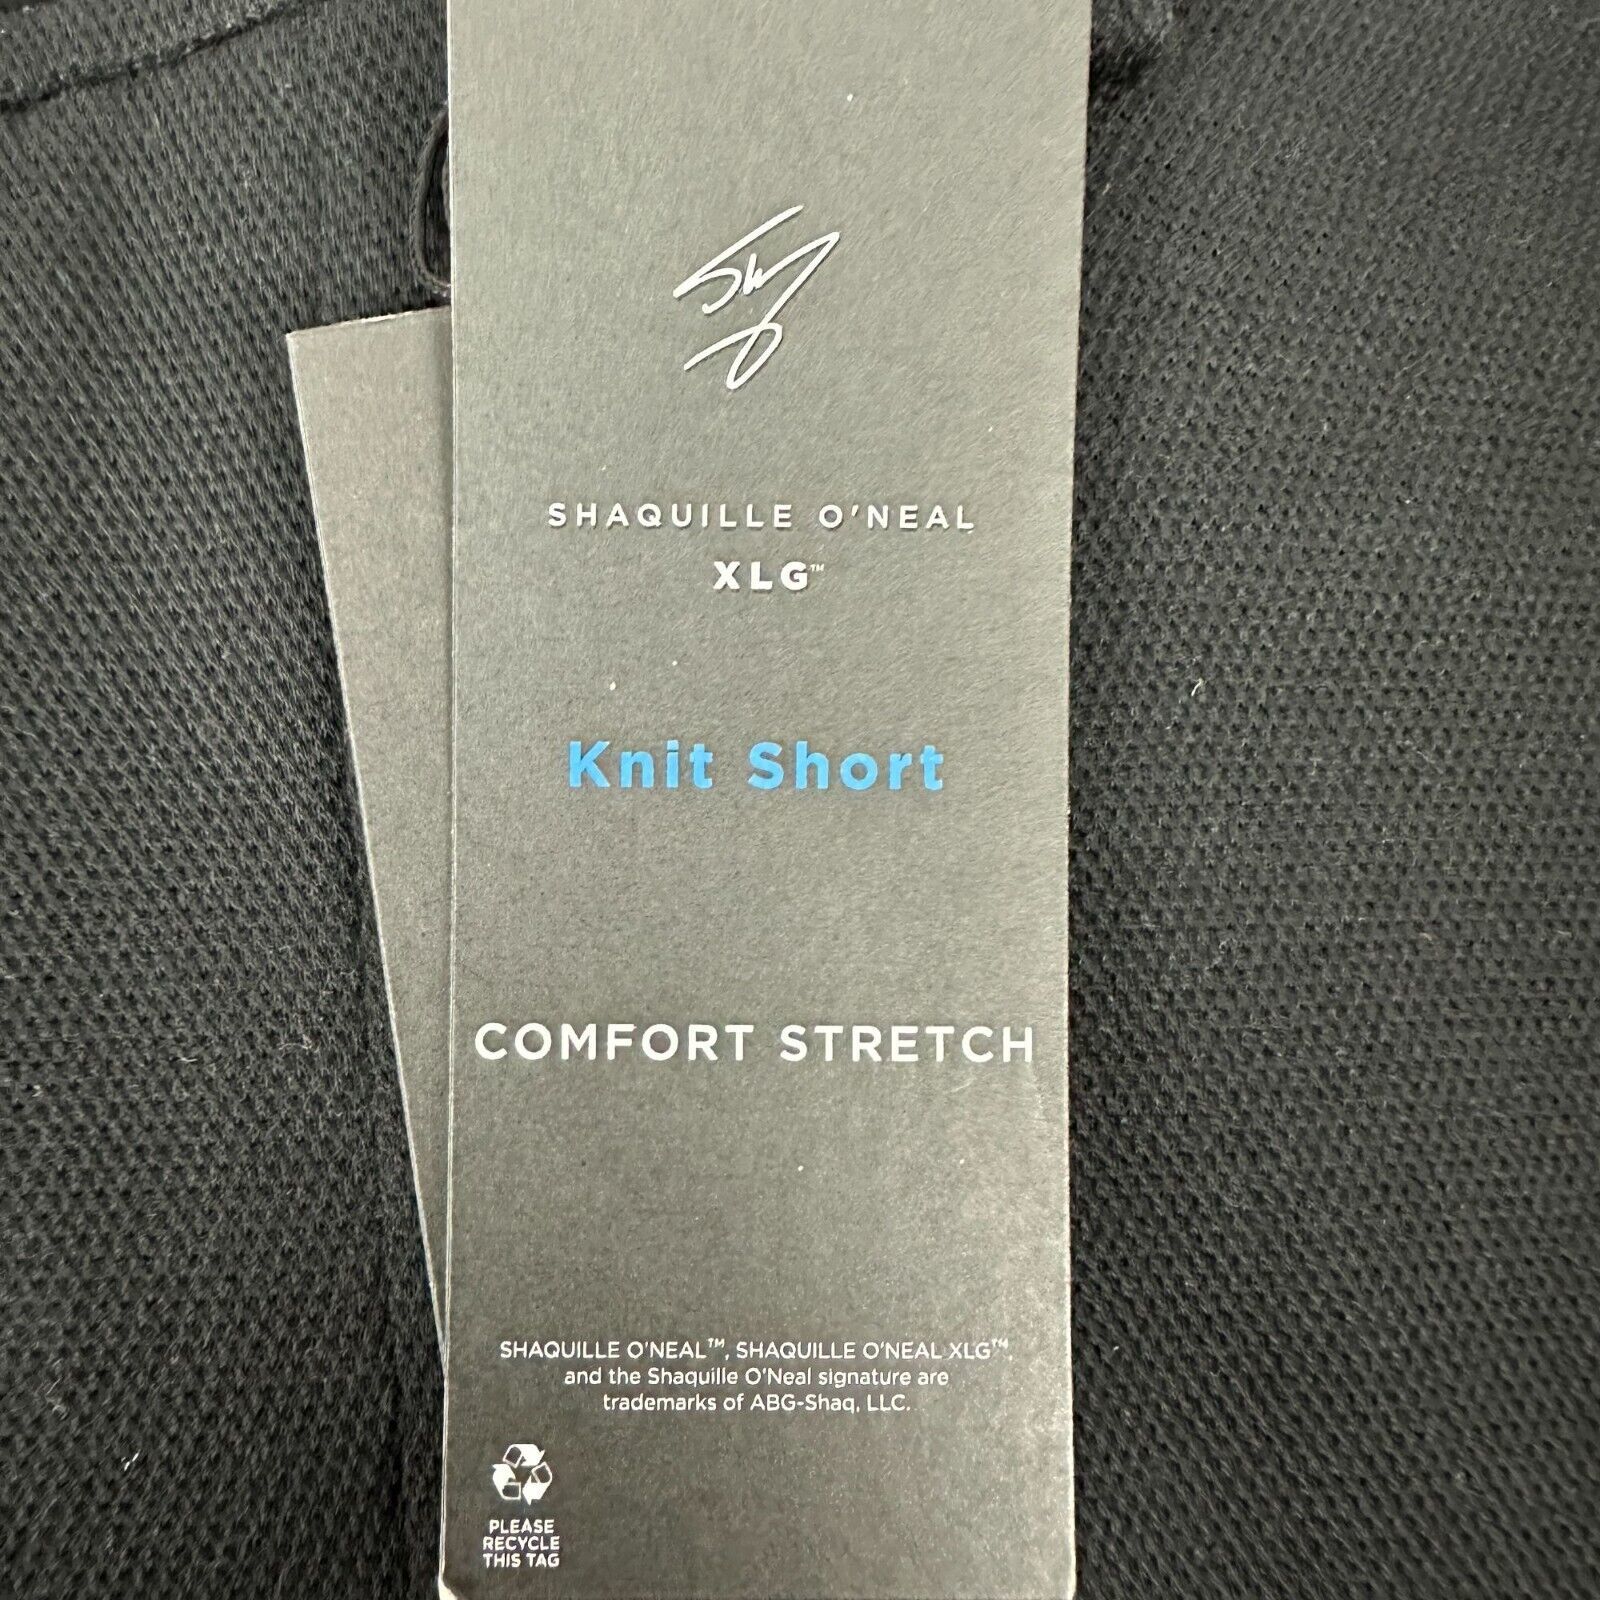 Shaq
SHAQUILLE O'NEAL
XLG™
Knit Short
COMFORT STRETCH
SHAQUILLE O'NEAL™, SHAQUILLE O'NEAL XLG™,
and the Shaquille O'Neal signature are
trademarks of ABG-Shaq, LLC.
PLEASE
RECYCLE
THIS TAG